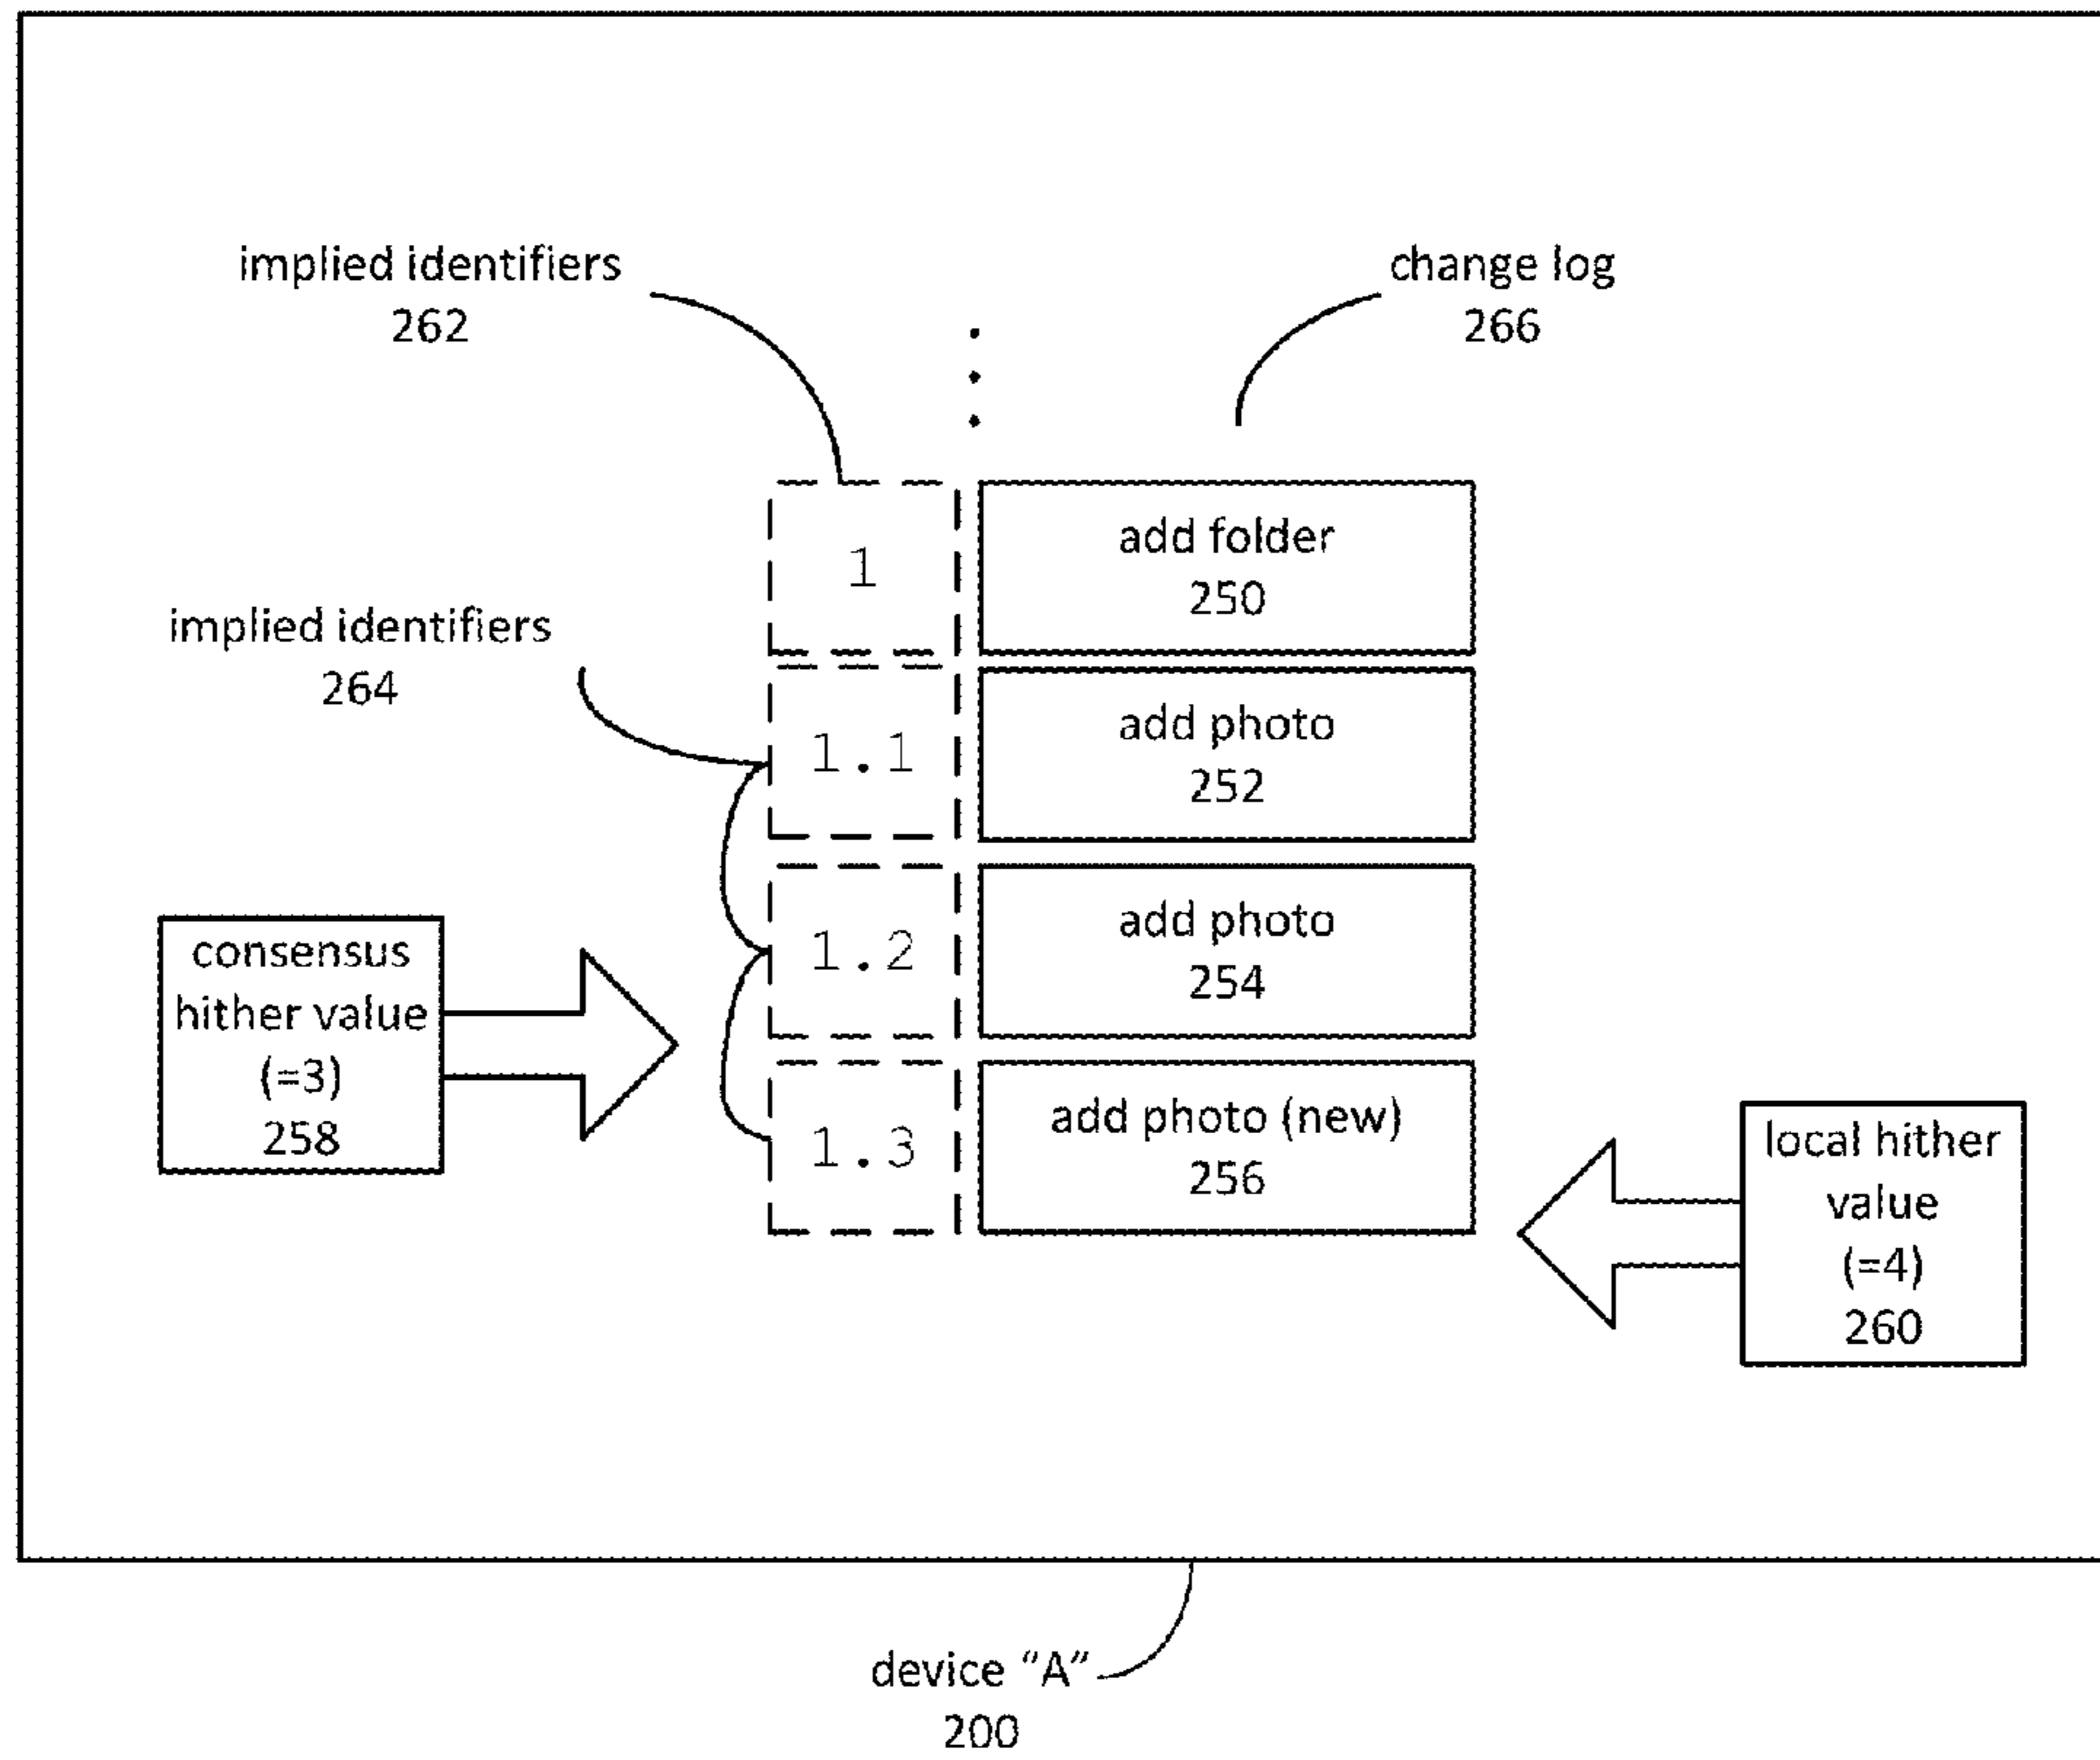 implied identifiers
262
change log
266
1
add folder
250
implied identifiers
264
1.1
add photo
252
1.2
add photo
254
consensus
hither value
(=3)
258
1.3
add photo (new)
256
local hither
value
(=4)
260
device “A”
200